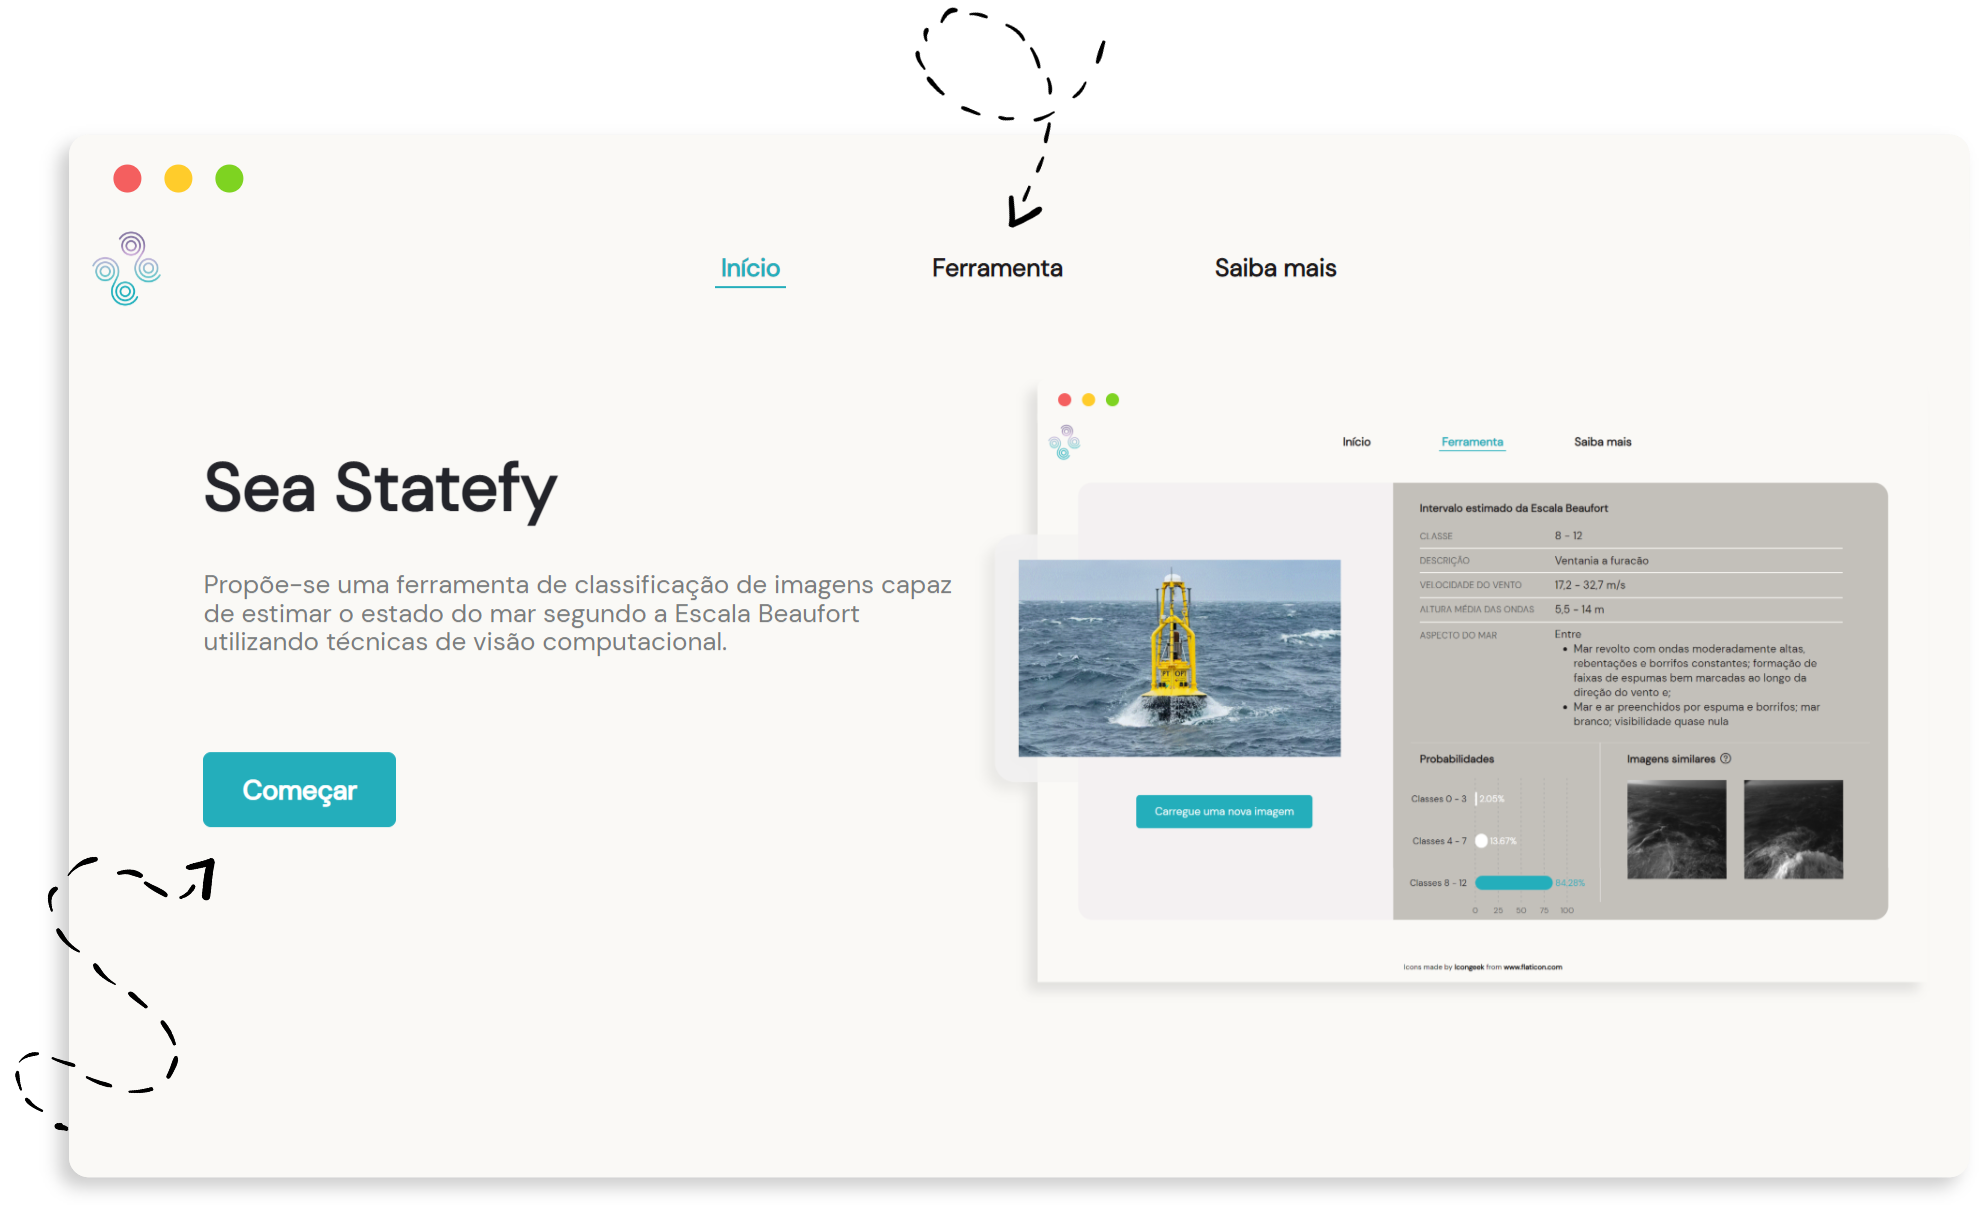 Início
Ferramenta
Saiba mais
Sea Statefy
Propõe-se uma ferramenta de classificação de imagens capaz
de estimar o estado do mar segundo a Escala Beaufort
utilizando técnicas de visão computacional.
Começar
Início
Ferramenta
Saiba mais
PT OPT
Carregue uma nova imagem
Intervalo estimado da Escala Beaufort
CLASSE 8 - 12
DESCRIÇÃO Ventania a furacão
VELOCIDADE DO VENTO 17,2 - 32,7 m/s
ALTURA MÉDIA DAS ONDAS 5,5 - 14 m
ASPECTO DO MAR Entre
• Mar revolto com ondas moderadamente altas,
rebentações e borrifos constantes; formação de
faixas de espumas bem marcadas ao longo da
direção do vento e;
• Mar e ar preenchidos por espuma e borrifos; mar
branco; visibilidade quase nula
Probabilidades
Classes 0 - 3 2.05%
Classes 4 - 7 13.67%
Classes 8 - 12 84.28%
0 25 50 75 100
Imagens similares ?
Icons made by Icongeek from www.flaticon.com